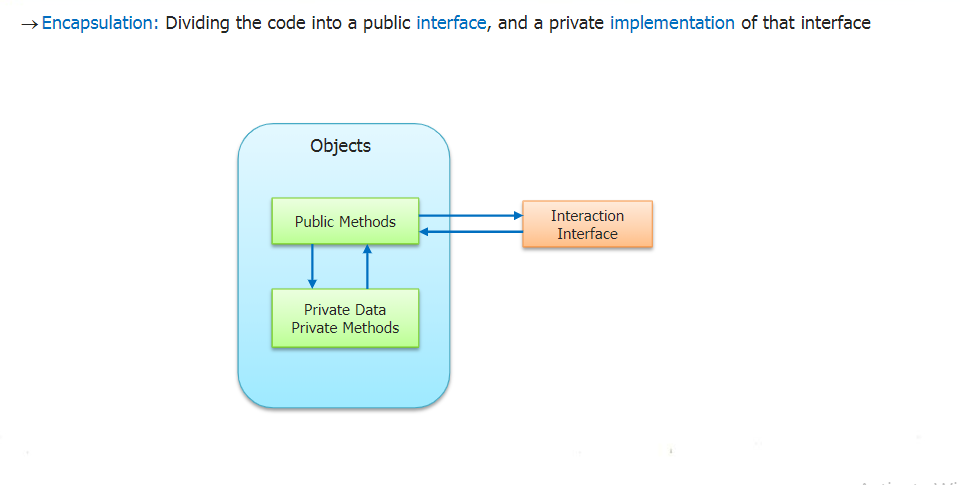 → Encapsulation: Dividing the code into a public interface, and a private implementation of that interface
Objects
Public Methods
Interaction
Interface
Private Data
Private Methods